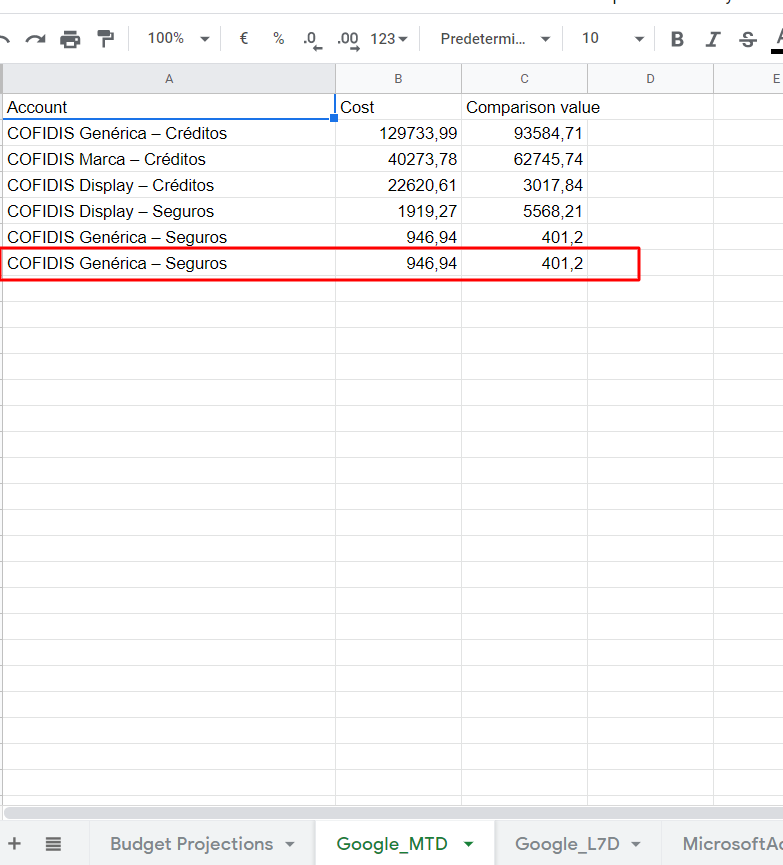 100% € % .0 .00 123 Predetermi... 10 B I S
A B C D E
Account Cost Comparison value
COFIDIS Genérica – Créditos 129733,99 93584,71
COFIDIS Marca – Créditos 40273,78 62745,74
COFIDIS Display – Créditos 22620,61 3017,84
COFIDIS Display – Seguros 1919,27 5568,21
COFIDIS Genérica – Seguros 946,94 401,2
COFIDIS Genérica – Seguros 946,94 401,2
+ Budget Projections Google_MTD Google_L7D